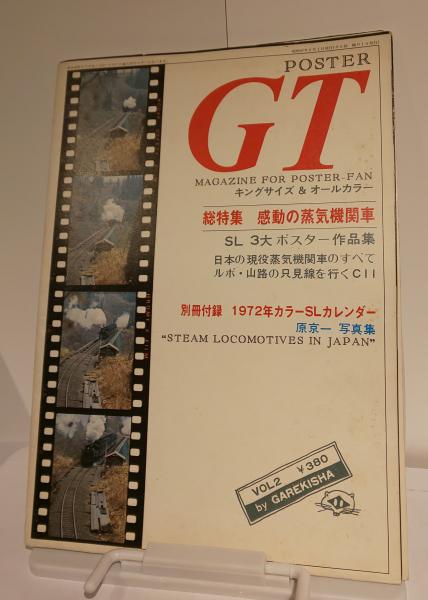 POSTER
GT
MAGAZINE FOR POSTER-FAN
キングサイズ & オールカラー
総特集 感動の蒸気機関車
SL 3大 ポスター作品集
日本の現役蒸気機関車のすべて
ルポ・山路の只見線を行くC11
別冊付録 1972年カラーSLカレンダー
原京一 写真集
“STEAM LOCOMOTIVES IN JAPAN”
VOL2 ¥380
by GAREKISHA